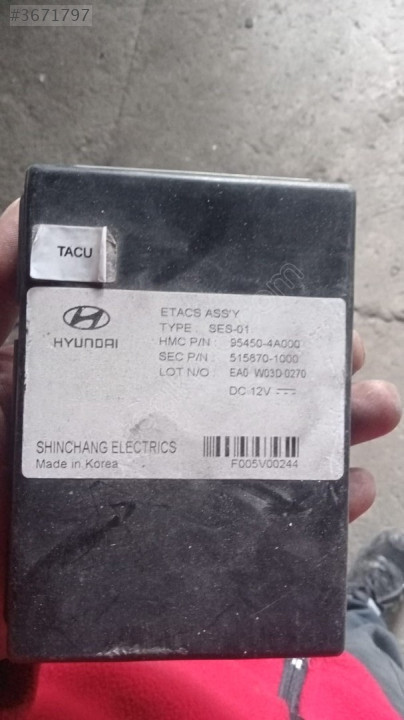 #3671797
TACU
HYUNDAI
ETACS ASS'Y
TYPE : SES-01
HMC P/N : 95450-4A000
SEC P/N : 515670-1000
LOT N/O : EA0 W03D-0270
DC 12V
SHINCHANG ELECTRICS
Made in Korea
F005V00244